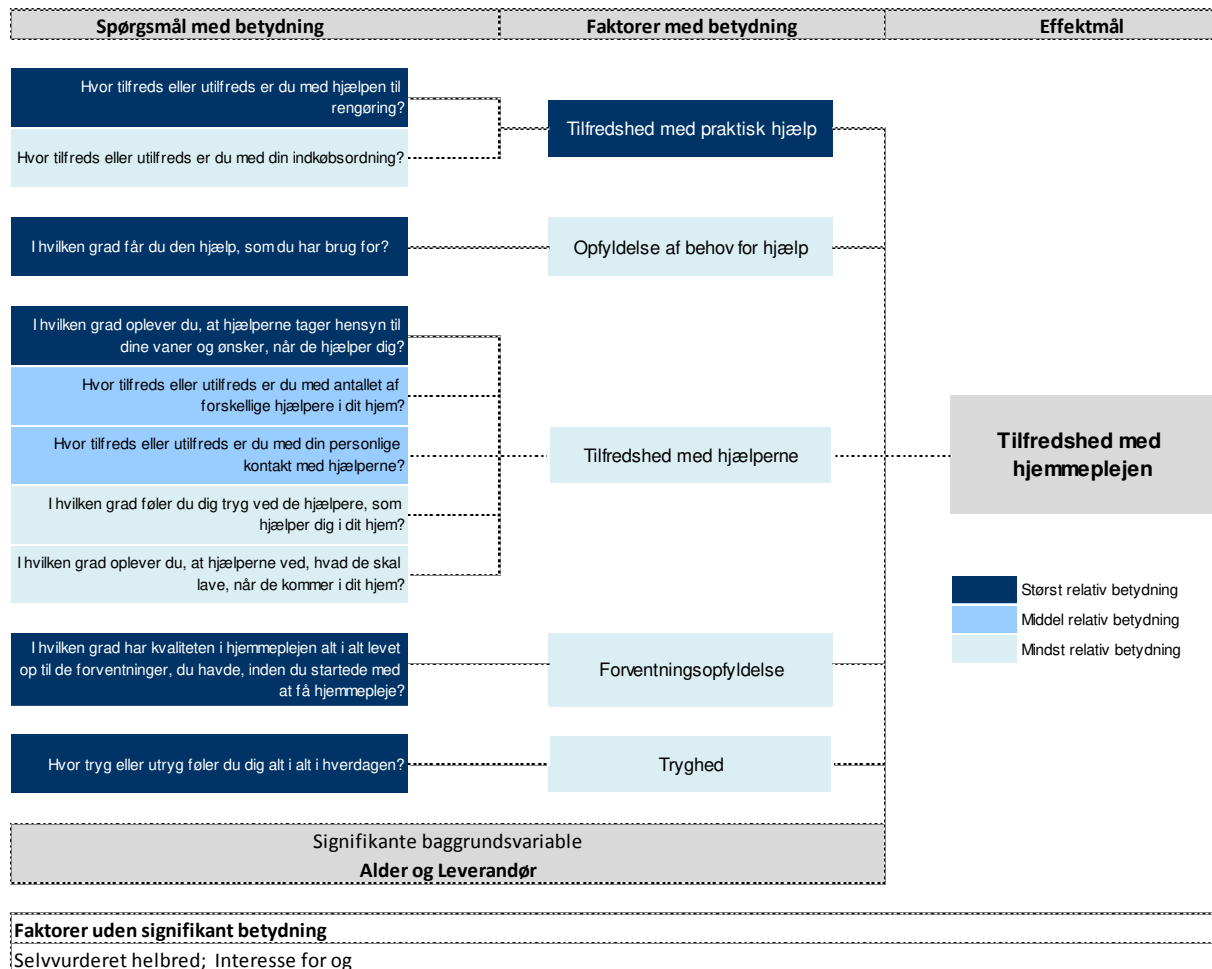 Spørgsmål med betydning
Faktorer med betydning
Effektmål
Hvor tilfreds eller utilfreds er du med hjælpen til
rengøring?
Hvor tilfreds eller utilfreds er du med din indkøbsordning?
Tilfredshed med praktisk hjælp
I hvilken grad får du den hjælp, som du har brug for?
Opfyldelse af behov for hjælp
I hvilken grad oplever du, at hjælperne tager hensyn til
dine vaner og ønsker, når de hjælper dig?
Hvor tilfreds eller utilfreds er du med antallet af
forskellige hjælpere i dit hjem?
Hvor tilfreds eller utilfreds er du med din personlige
kontakt med hjælperne?
I hvilken grad føler du dig tryg ved de hjælpere, som
hjælper dig i dit hjem?
I hvilken grad oplever du, at hjælperne ved, hvad de skal
lave, når de kommer i dit hjem?
Tilfredshed med hjælperne
Tilfredshed med
hjemmeplejen
Størst relativ betydning
Middel relativ betydning
Mindst relativ betydning
I hvilken grad har kvaliteten i hjemmeplejen alt i alt levet
op til de forventninger, du havde, inden du startede med
at få hjemmepleje?
Forventningsopfyldelse
Hvor tryg eller utryg føler du dig alt i alt i hverdagen?
Tryghed
Signifikante baggrundsvariable
Alder og Leverandør
Faktorer uden signifikant betydning
Selvvurderet helbred; Interesse for og